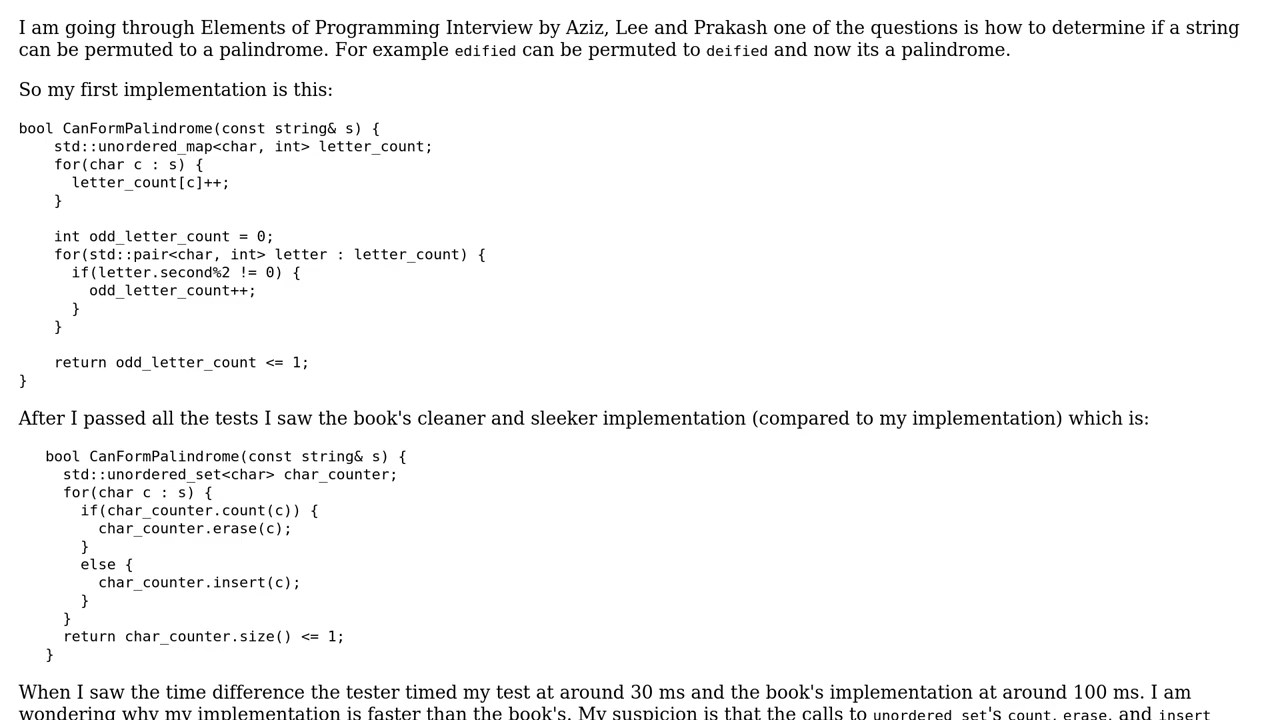 I am going through Elements of Programming Interview by Aziz, Lee and Prakash one of the questions is how to determine if a string
can be permuted to a palindrome. For example edified can be permuted to deified and now its a palindrome.
So my first implementation is this:
bool CanFormPalindrome(const string& s) {
    std::unordered_map<char, int> letter_count;
    for(char c : s) {
      letter_count[c]++;
    }
    int odd_letter_count = 0;
    for(std::pair<char, int> letter : letter_count) {
      if(letter.second%2 != 0) {
        odd_letter_count++;
      }
    }
    return odd_letter_count <= 1;
}
After I passed all the tests I saw the book's cleaner and sleeker implementation (compared to my implementation) which is:
   bool CanFormPalindrome(const string& s) {
     std::unordered_set<char> char_counter;
     for(char c : s) {
       if(char_counter.count(c)) {
         char_counter.erase(c);
       }
       else {
         char_counter.insert(c);
       }
     }
     return char_counter.size() <= 1;
   }
When I saw the time difference the tester timed my test at around 30 ms and the book's implementation at around 100 ms. I am
wondering why my implementation is faster than the book's. My suspicion is that the calls to unordered_set's count, erase, and insert